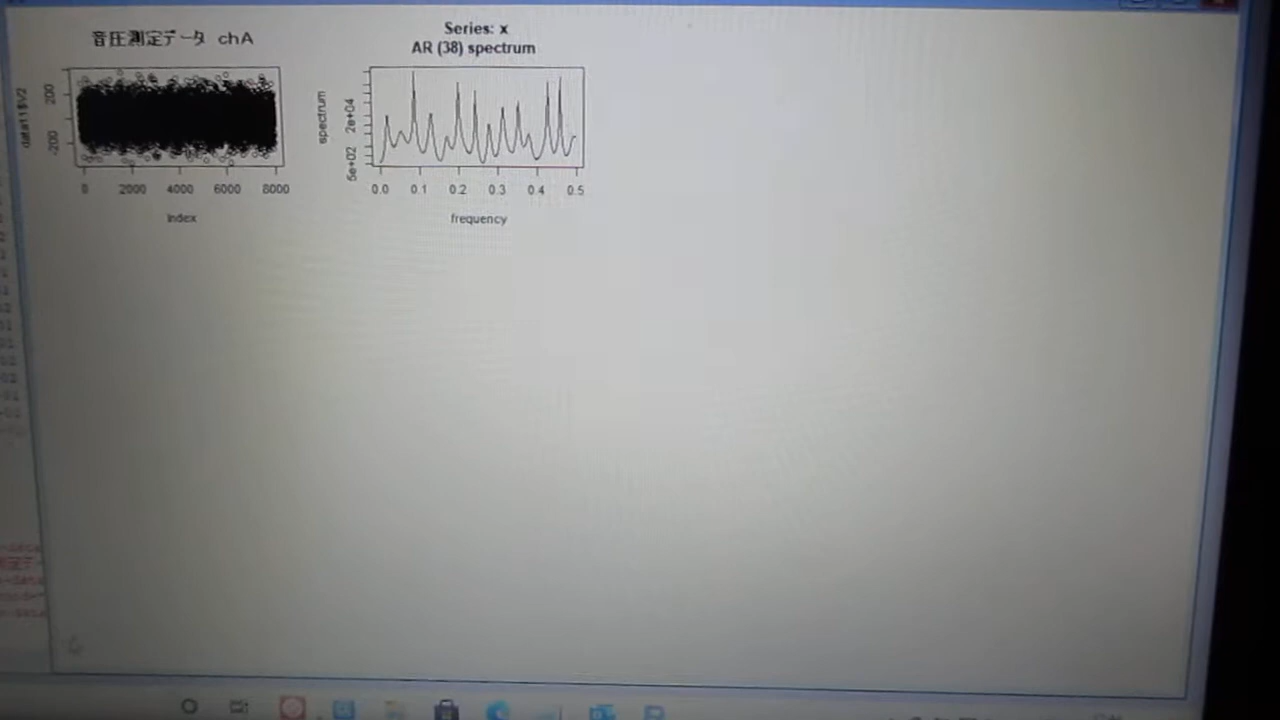 音圧測定データ chA
data11$V2
200
-200
0 2000 4000 6000 8000
Index
Series: x
AR (38) spectrum
spectrum
2e+04
5e+02
0.0 0.1 0.2 0.3 0.4 0.5
frequency